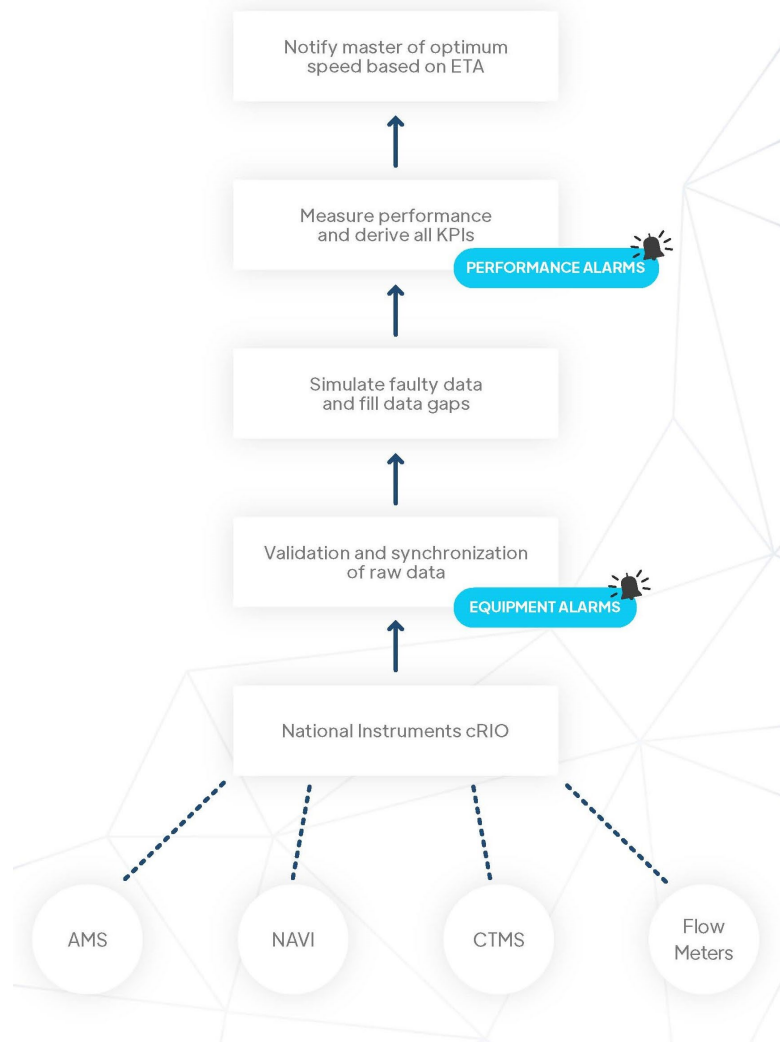 Notify master of optimum
speed based on ETA
Measure performance
and derive all KPIs
PERFORMANCE ALARMS
Simulate faulty data
and fill data gaps
Validation and synchronization
of raw data
EQUIPMENT ALARMS
National Instruments cRIO
AMS
NAVI
CTMS
Flow
Meters